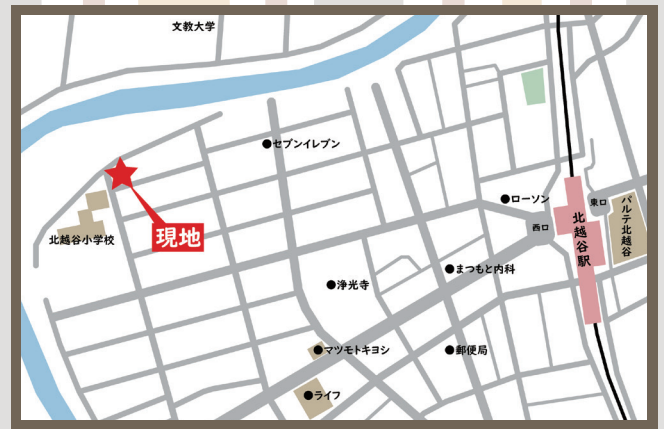 文教大学
セブンイレブン
ローソン
東口
パルテ北越谷
西口
北越谷駅
北越谷小学校
現地
まつもと内科
浄光寺
マツモトキヨシ
郵便局
ライフ